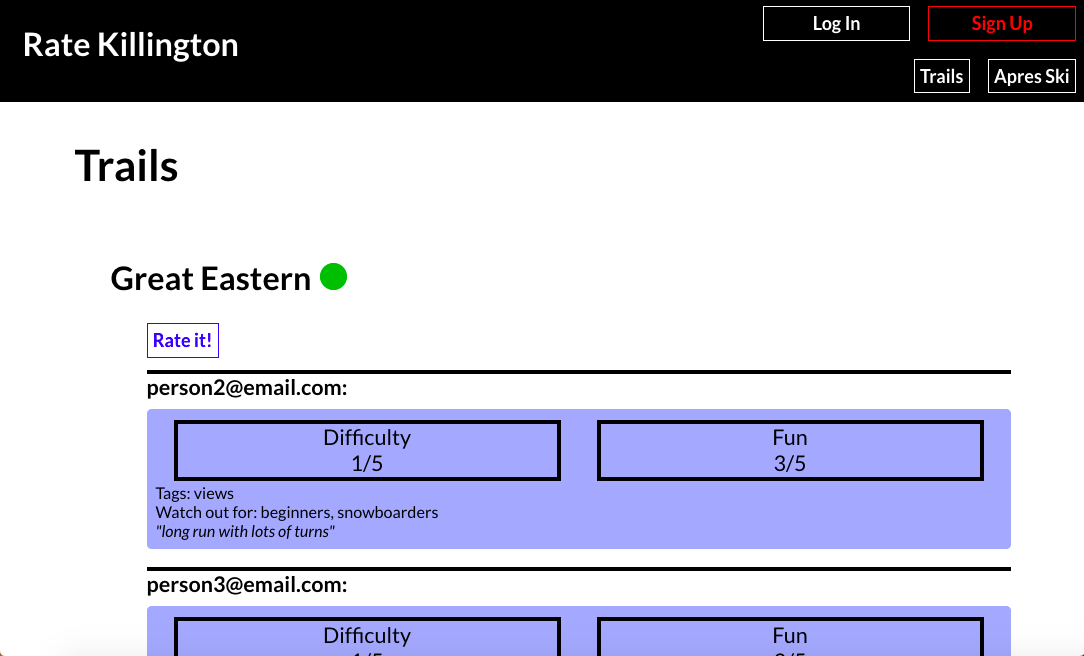 Rate Killington
Log In
Sign Up
Trails
Apres Ski
Trails
Great Eastern
Rate it!
person2@email.com:
Difficulty
1/5
Fun
3/5
Tags: views
Watch out for: beginners, snowboarders
"long run with lots of turns"
person3@email.com:
Difficulty
Fun